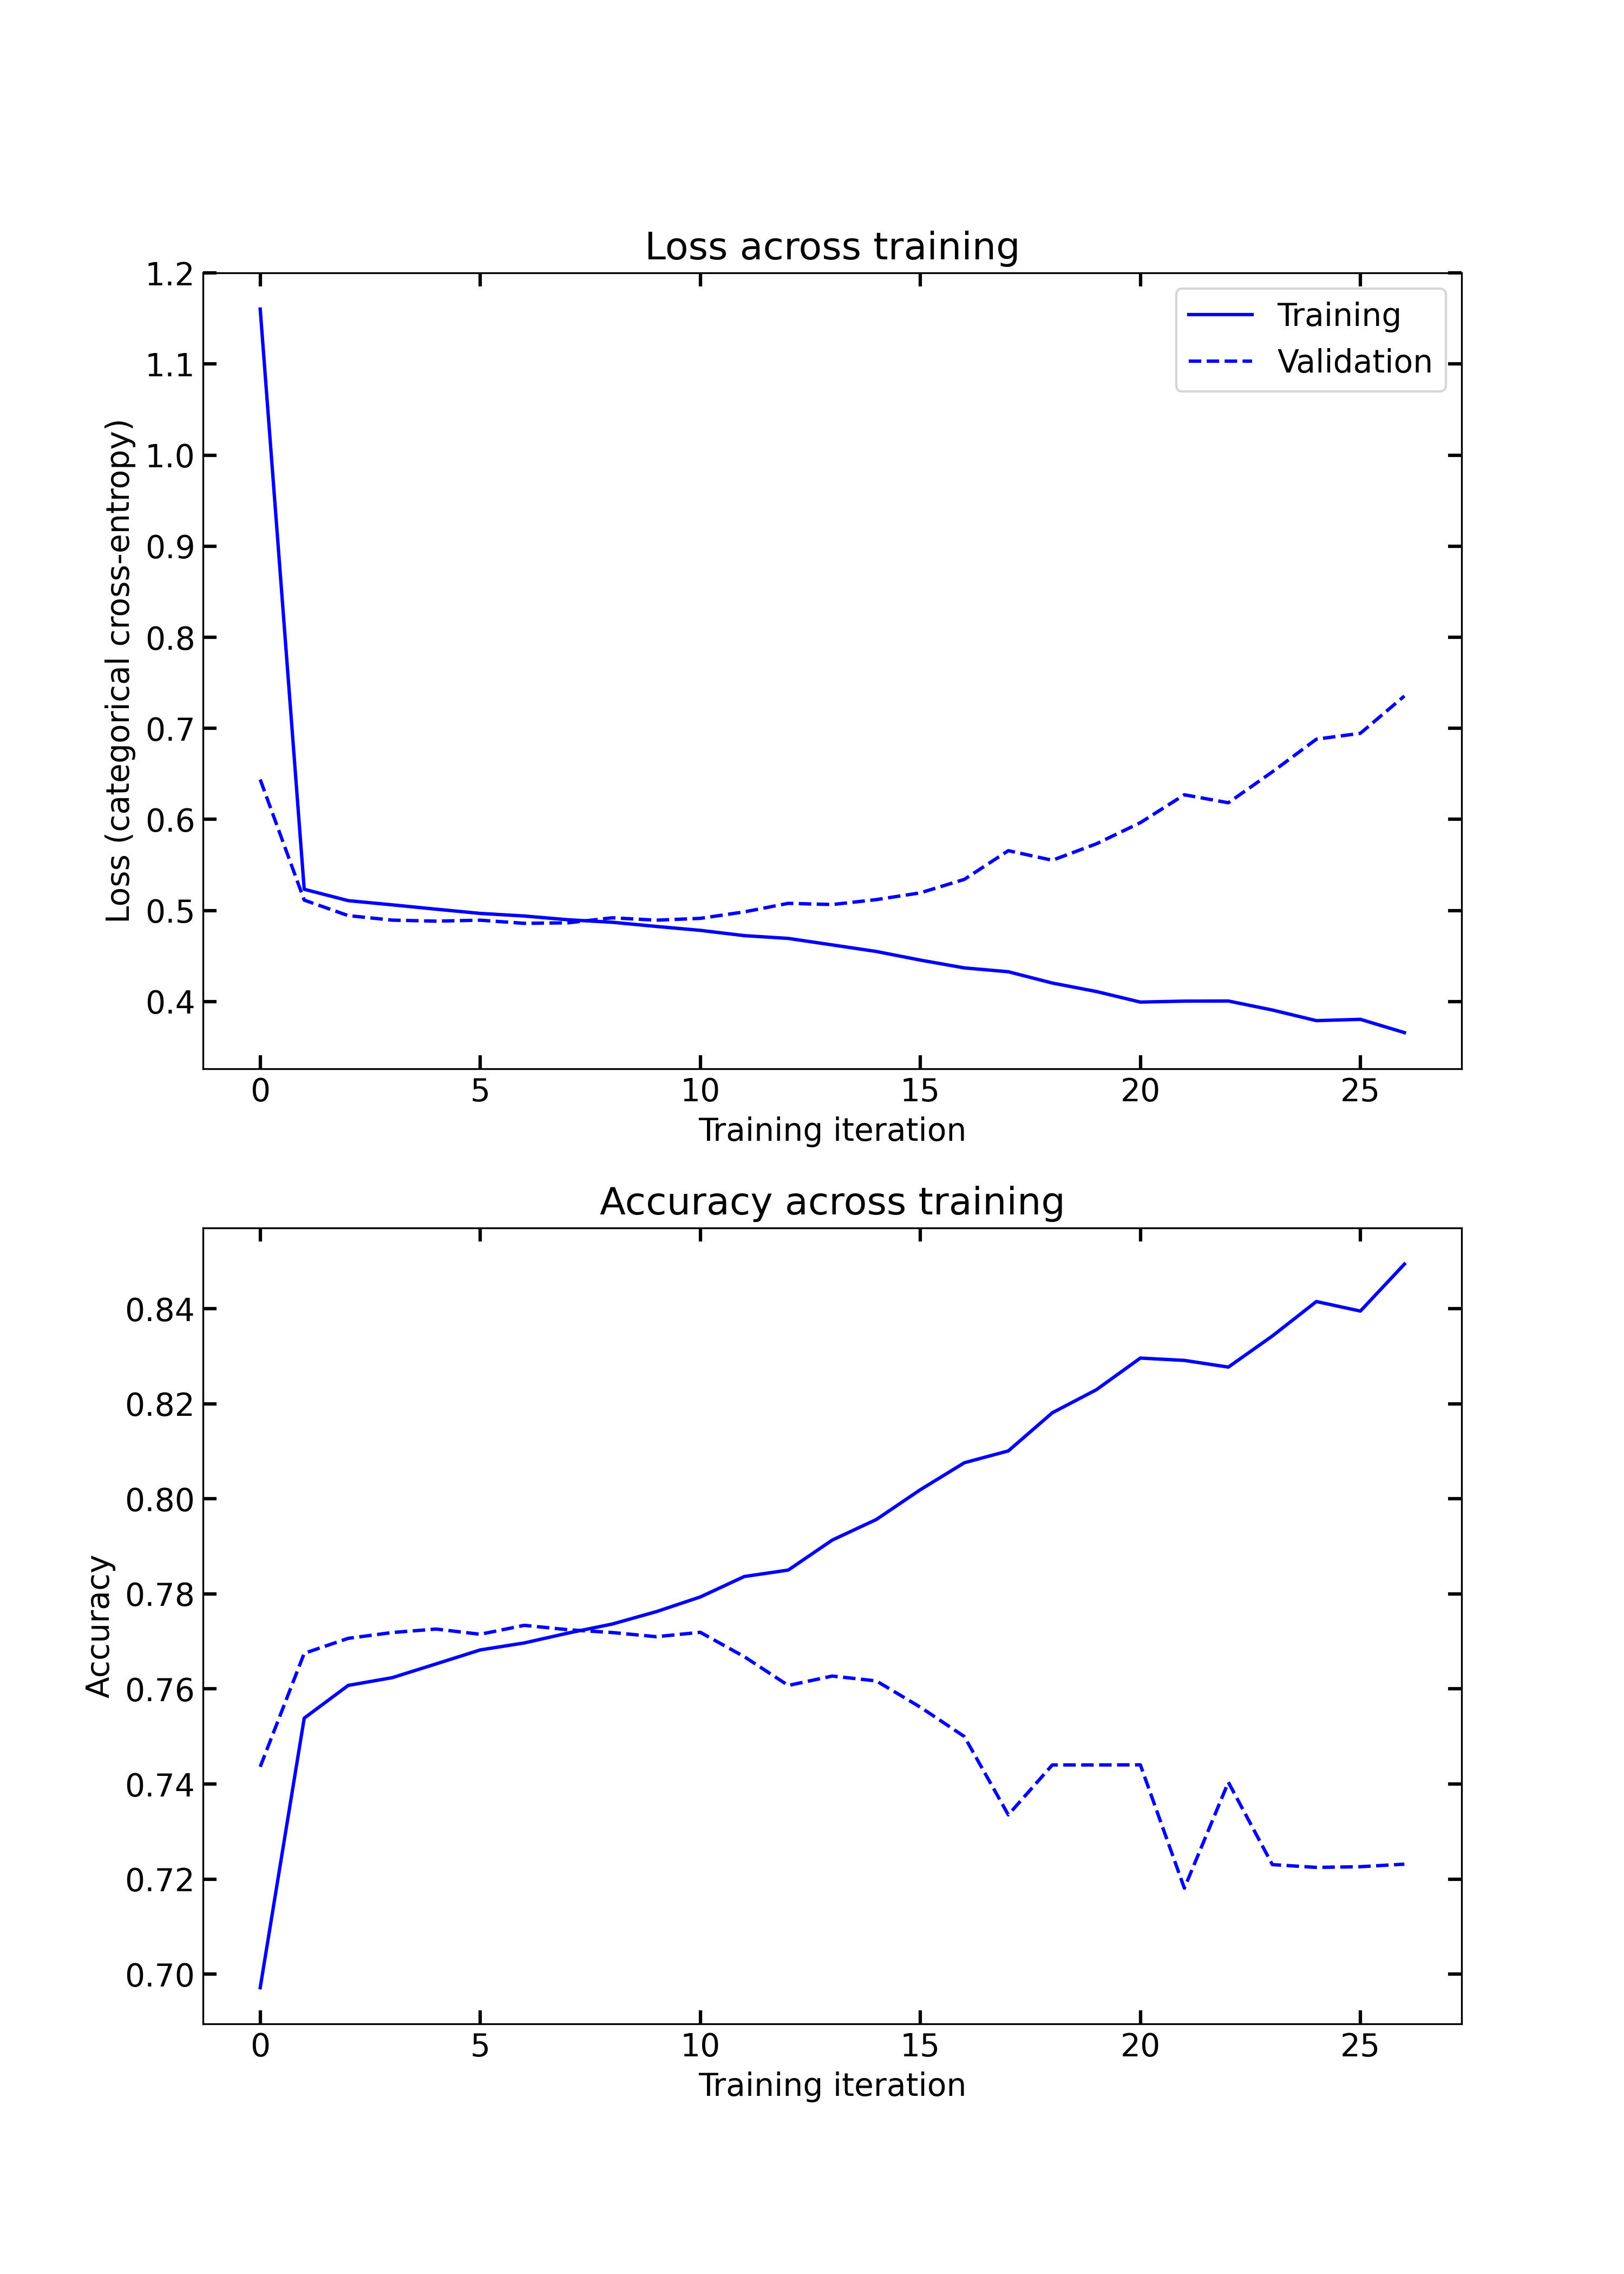 Loss across training
1.2
1.1
1.0
0.9
0.8
0.7
0.6
0.5
0.4
Loss (categorical cross-entropy)
Training
Validation
0 5 10 15 20 25
Training iteration
Accuracy across training
0.84
0.82
0.80
0.78
0.76
0.74
0.72
0.70
Accuracy
0 5 10 15 20 25
Training iteration